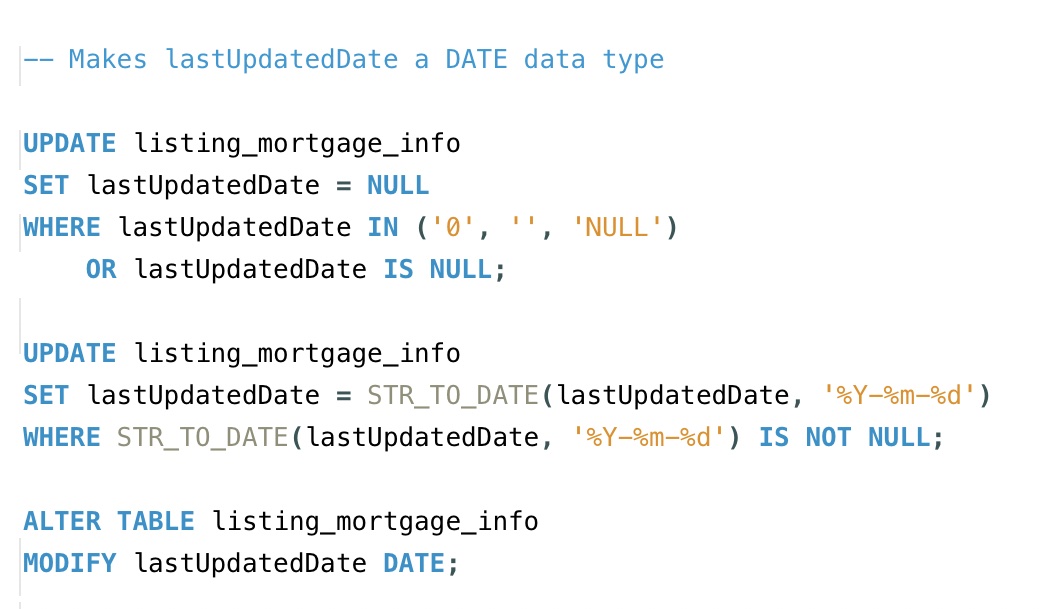 -- Makes lastUpdatedDate a DATE data type
UPDATE listing_mortgage_info
SET lastUpdatedDate = NULL
WHERE lastUpdatedDate IN ('0', '', 'NULL')
    OR lastUpdatedDate IS NULL;
UPDATE listing_mortgage_info
SET lastUpdatedDate = STR_TO_DATE(lastUpdatedDate, '%Y-%m-%d')
WHERE STR_TO_DATE(lastUpdatedDate, '%Y-%m-%d') IS NOT NULL;
ALTER TABLE listing_mortgage_info
MODIFY lastUpdatedDate DATE;